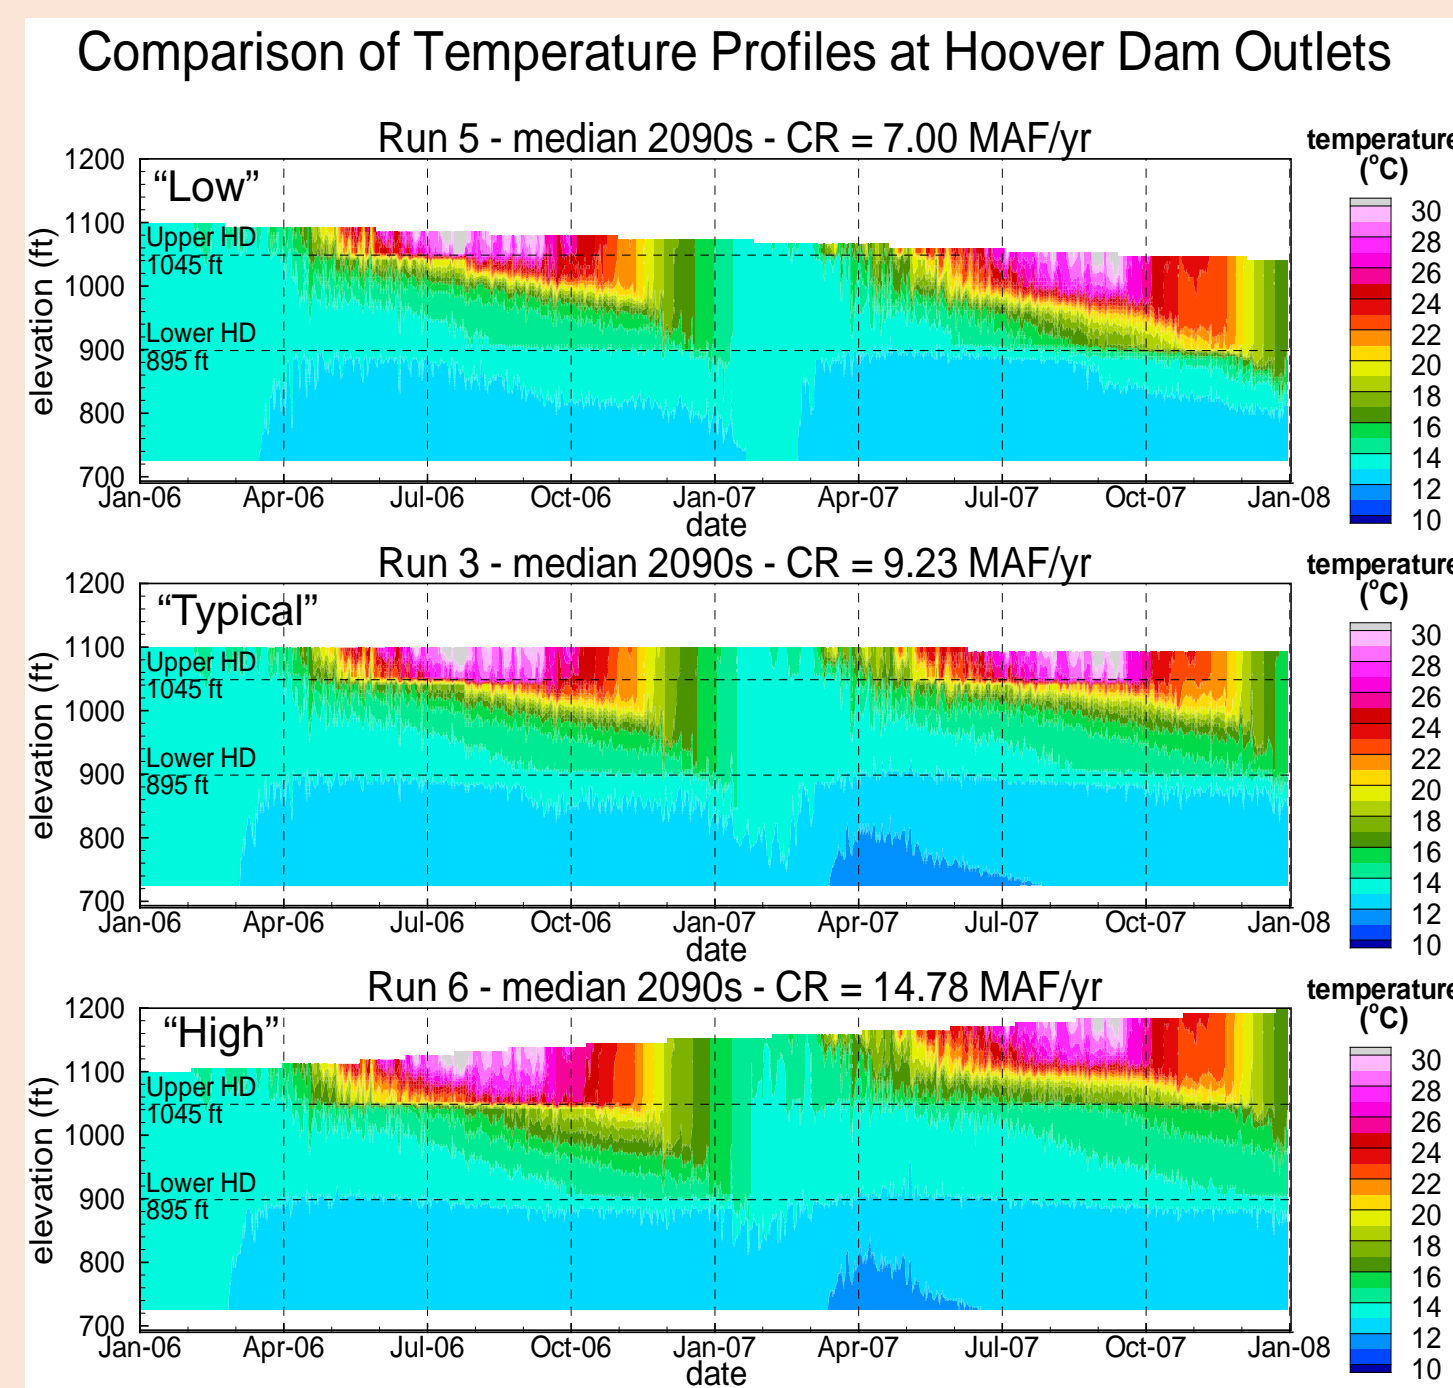 Comparison of Temperature Profiles at Hoover Dam Outlets
Run 5 - median 2090s - CR = 7.00 MAF/yr
temperature
(°C)
"Low"
Upper HD
1045 ft
Lower HD
895 ft
elevation (ft)
1200
1100
1000
900
800
700
Jan-06 Apr-06 Jul-06 Oct-06 Jan-07 Apr-07 Jul-07 Oct-07 Jan-08
date
30
28
26
24
22
20
18
16
14
12
10
Run 3 - median 2090s - CR = 9.23 MAF/yr
temperature
(°C)
"Typical"
Upper HD
1045 ft
Lower HD
895 ft
elevation (ft)
1200
1100
1000
900
800
700
Jan-06 Apr-06 Jul-06 Oct-06 Jan-07 Apr-07 Jul-07 Oct-07 Jan-08
date
30
28
26
24
22
20
18
16
14
12
10
Run 6 - median 2090s - CR = 14.78 MAF/yr
temperature
(°C)
"High"
Upper HD
1045 ft
Lower HD
895 ft
elevation (ft)
1200
1100
1000
900
800
700
Jan-06 Apr-06 Jul-06 Oct-06 Jan-07 Apr-07 Jul-07 Oct-07 Jan-08
date
30
28
26
24
22
20
18
16
14
12
10